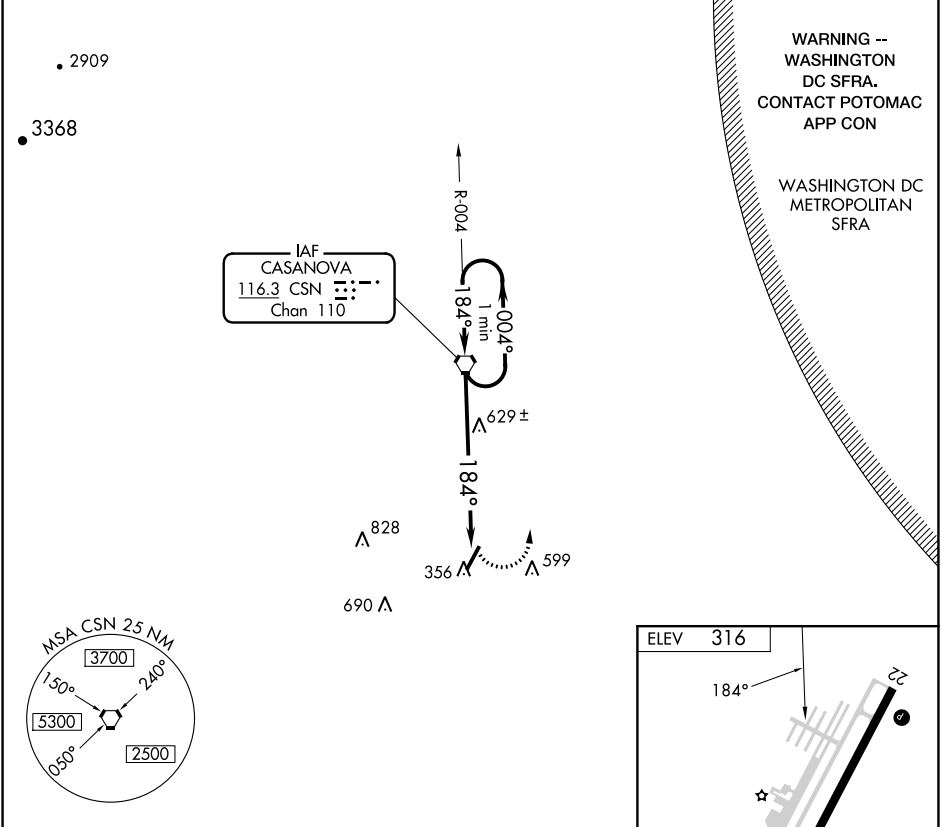 2909
3368
WARNING --
WASHINGTON
DC SFRA.
CONTACT POTOMAC
APP CON
WASHINGTON DC
METROPOLITAN
SFRA
R-004
IAF
CASANOVA
116.3 CSN
Chan 110
184°
1 min
004°
629 ±
184°
828
356
599
690
MSA CSN 25 NM
3700
150°
240°
5300
050°
2500
ELEV 316
184°
22
P